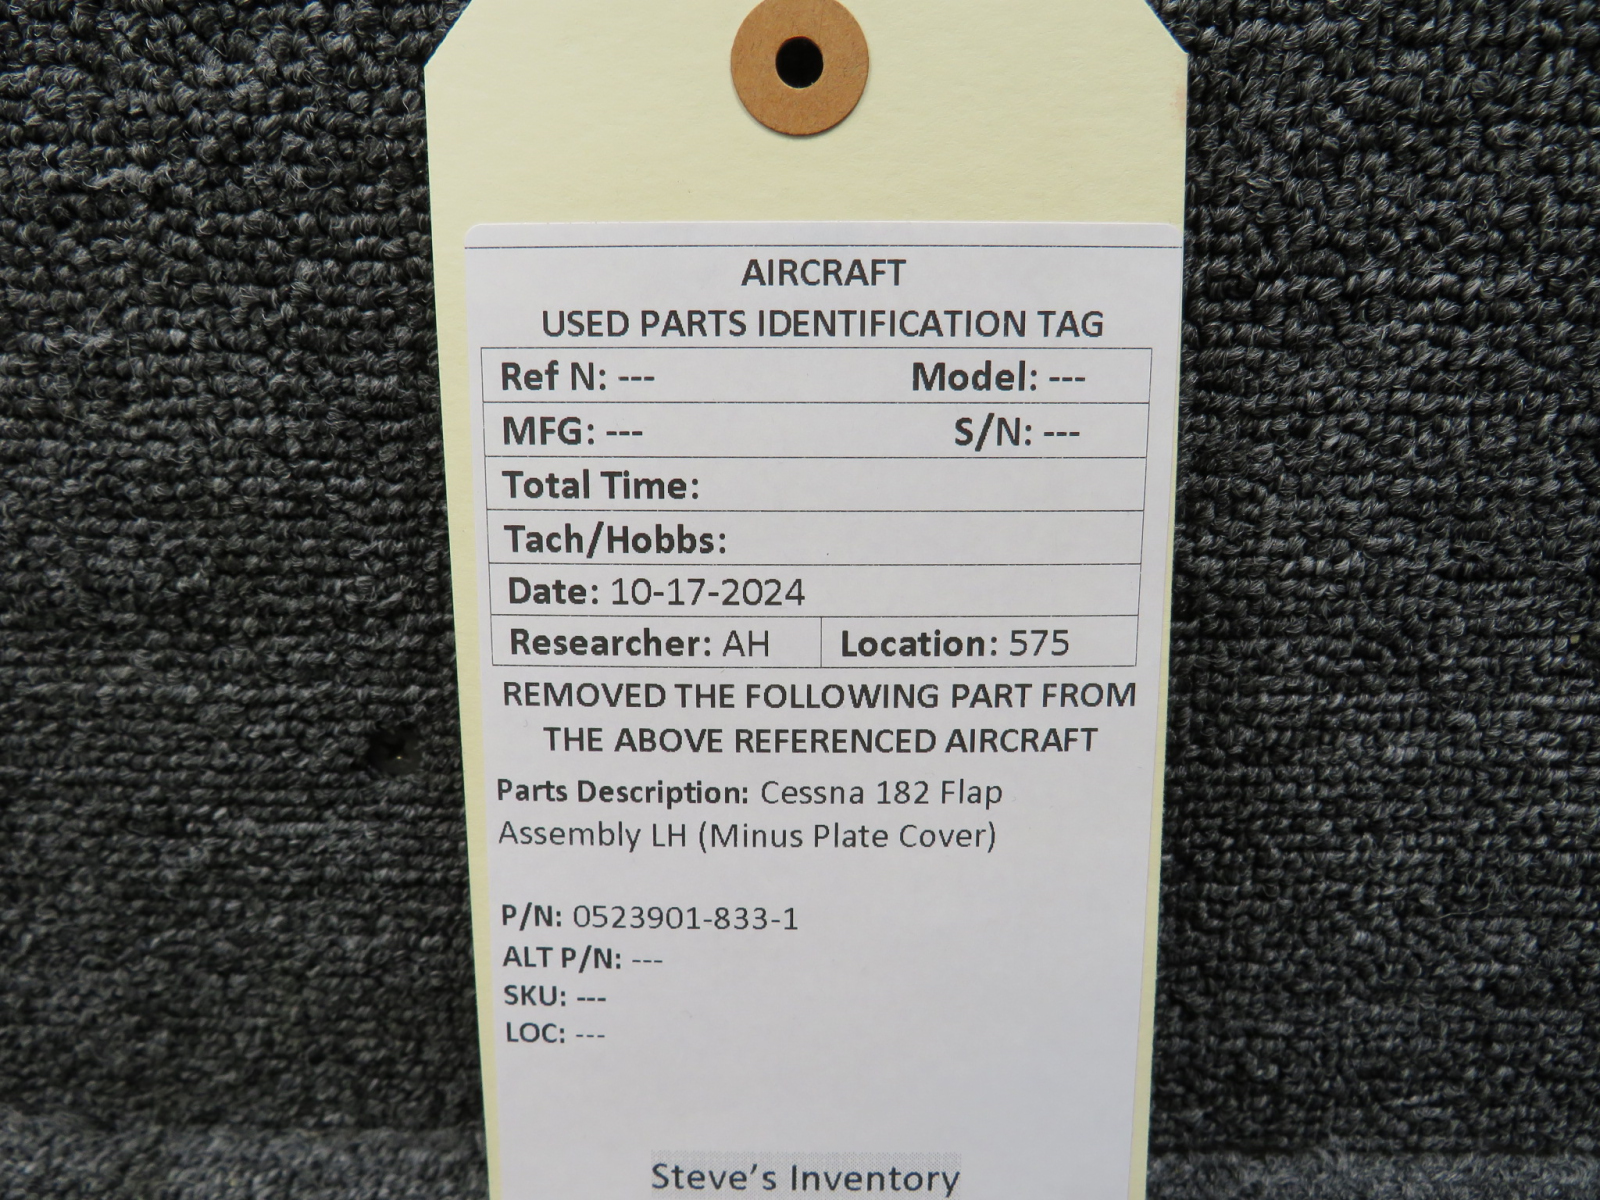 AIRCRAFT
USED PARTS IDENTIFICATION TAG
Ref N: --- Model: ---
MFG: --- S/N: ---
Total Time:
Tach/Hobbs:
Date: 10-17-2024
Researcher: AH Location: 575
REMOVED THE FOLLOWING PART FROM
THE ABOVE REFERENCED AIRCRAFT
Parts Description: Cessna 182 Flap
Assembly LH (Minus Plate Cover)
P/N: 0523901-833-1
ALT P/N: ---
SKU: ---
LOC: ---
Steve's Inventory